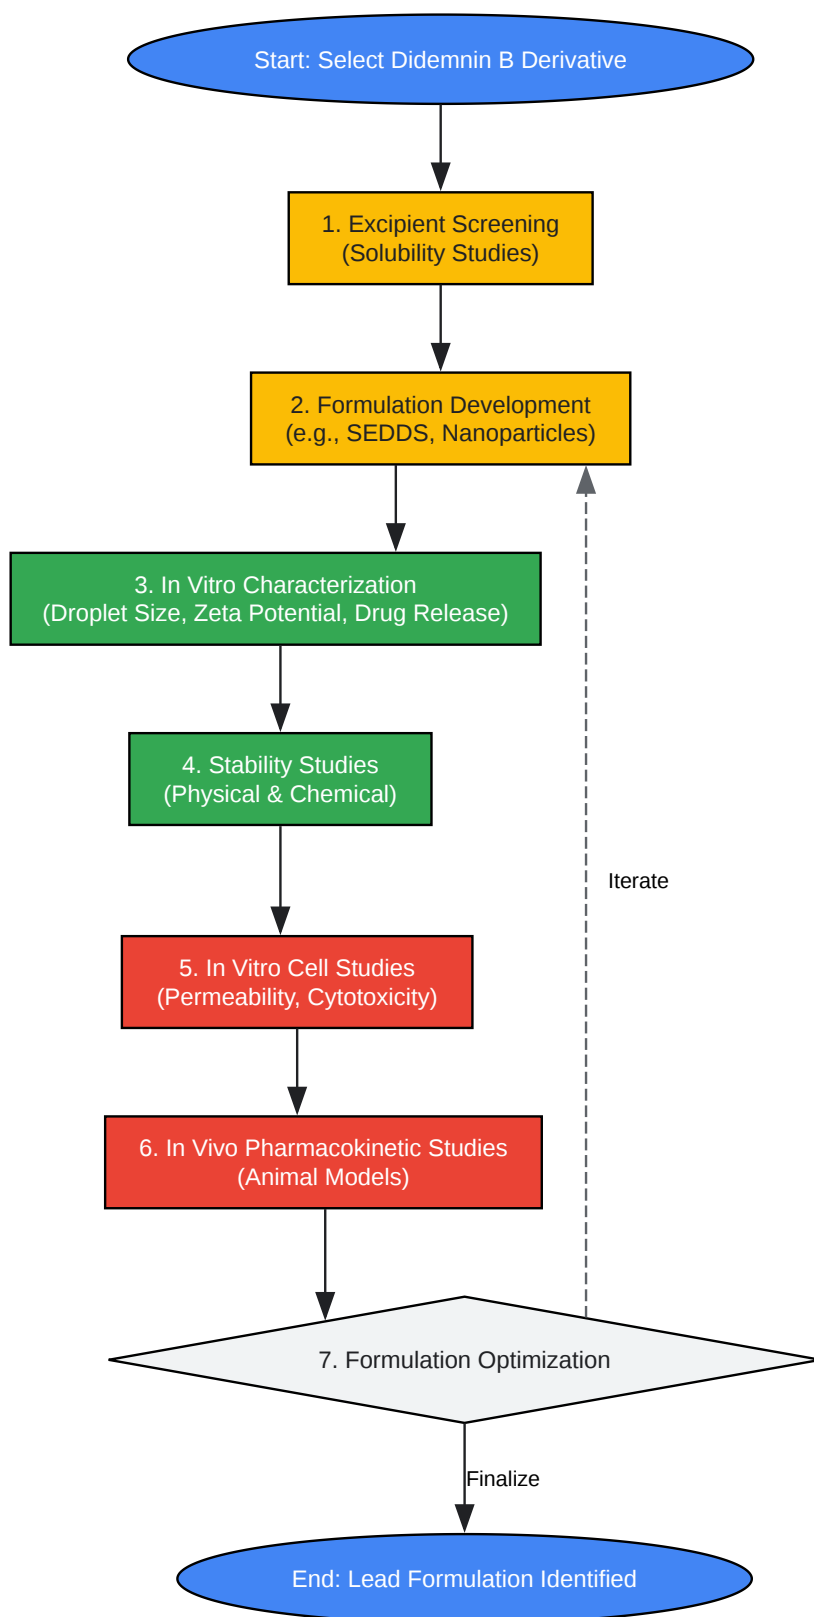 Start: Select Didemnin B Derivative
1. Excipient Screening
(Solubility Studies)
2. Formulation Development
(e.g., SEDDS, Nanoparticles)
3. In Vitro Characterization
(Droplet Size, Zeta Potential, Drug Release)
4. Stability Studies
(Physical & Chemical)
Iterate
5. In Vitro Cell Studies
(Permeability, Cytotoxicity)
6. In Vivo Pharmacokinetic Studies
(Animal Models)
7. Formulation Optimization
Finalize
End: Lead Formulation Identified